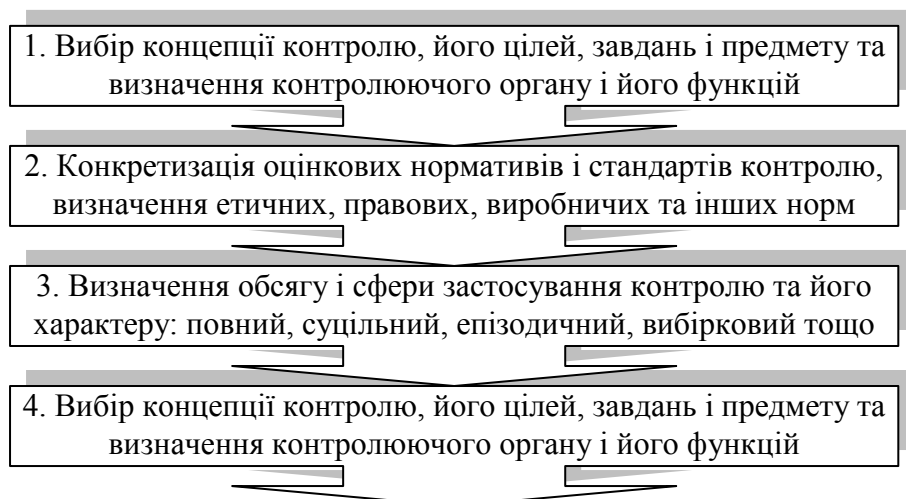 1. Вибір концепції контролю, його цілей, завдань і предмету та
визначення контролюючого органу і його функцій
2. Конкретизація оцінкових нормативів і стандартів контролю,
визначення етичних, правових, виробничих та інших норм
3. Визначення обсягу і сфери застосування контролю та його
характеру: повний, суцільний, епізодичний, вибірковий тощо
4. Вибір концепції контролю, його цілей, завдань і предмету та
визначення контролюючого органу і його функцій